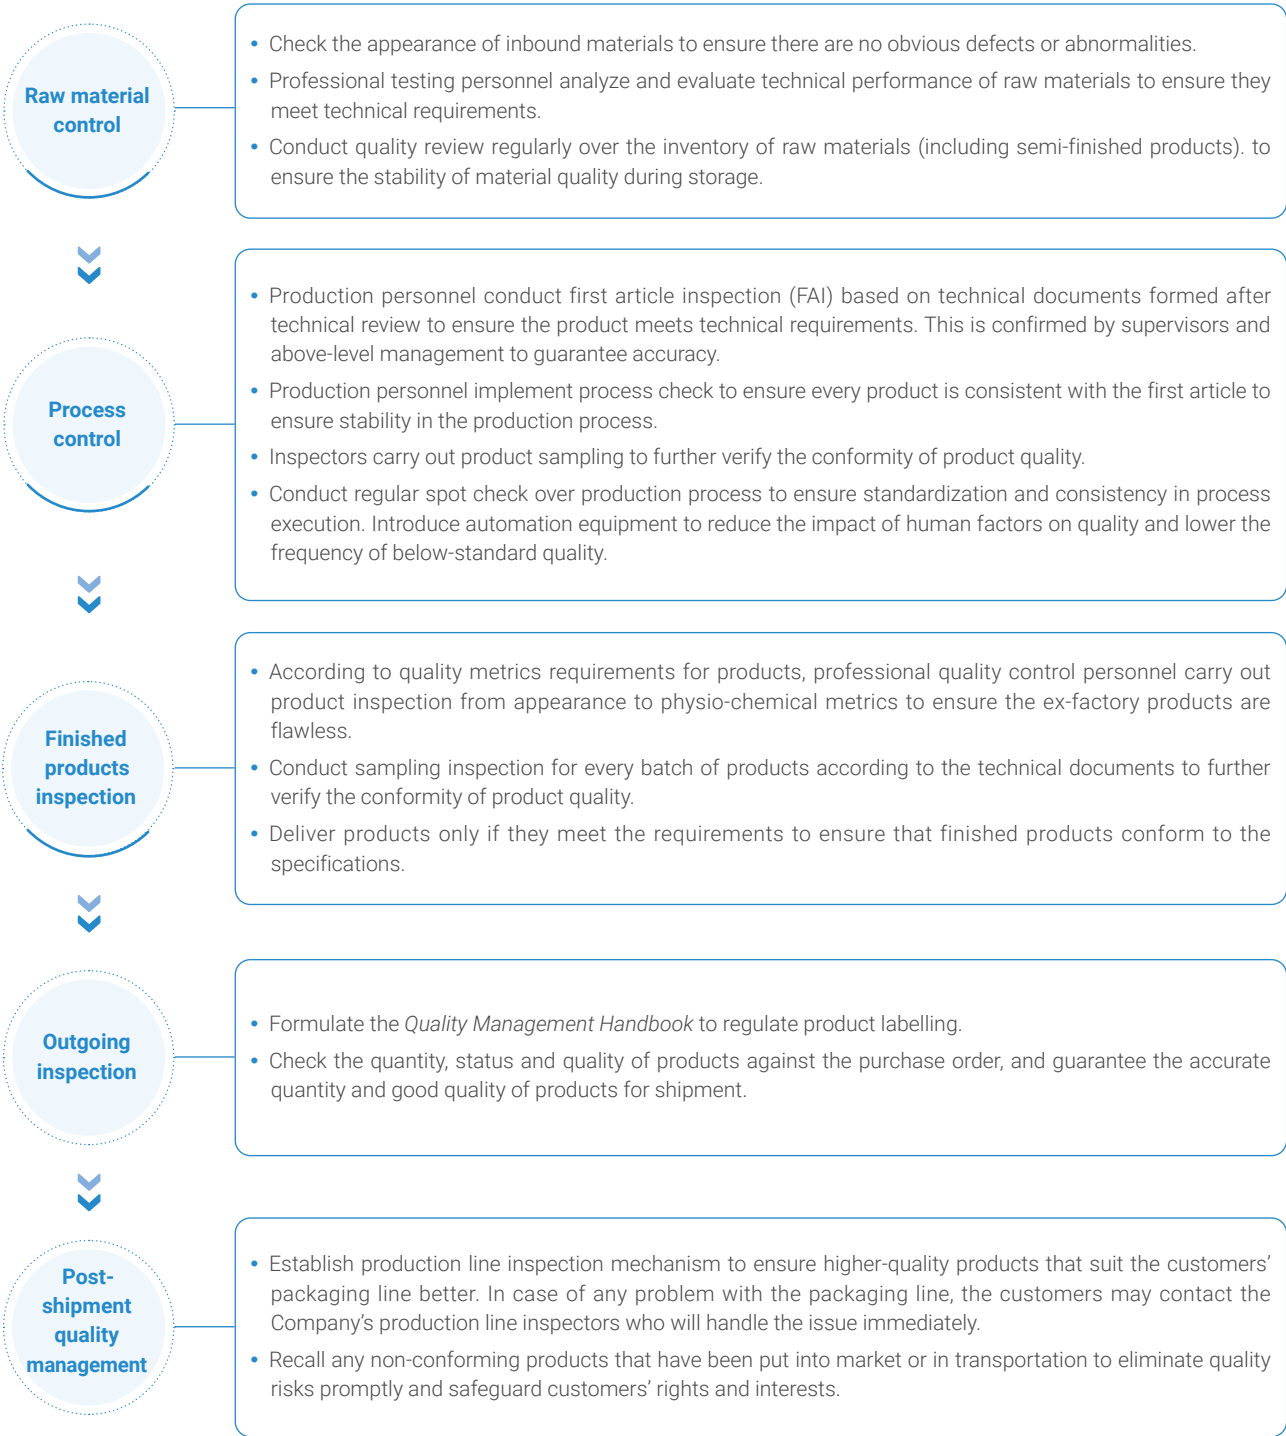 Raw material
control
• Check the appearance of inbound materials to ensure there are no obvious defects or abnormalities.
• Professional testing personnel analyze and evaluate technical performance of raw materials to ensure they
meet technical requirements.
• Conduct quality review regularly over the inventory of raw materials (including semi-finished products). to
ensure the stability of material quality during storage.
Process
control
• Production personnel conduct first article inspection (FAI) based on technical documents formed after
technical review to ensure the product meets technical requirements. This is confirmed by supervisors and
above-level management to guarantee accuracy.
• Production personnel implement process check to ensure every product is consistent with the first article to
ensure stability in the production process.
• Inspectors carry out product sampling to further verify the conformity of product quality.
• Conduct regular spot check over production process to ensure standardization and consistency in process
execution. Introduce automation equipment to reduce the impact of human factors on quality and lower the
frequency of below-standard quality.
Finished
products
inspection
• According to quality metrics requirements for products, professional quality control personnel carry out
product inspection from appearance to physio-chemical metrics to ensure the ex-factory products are
flawless.
• Conduct sampling inspection for every batch of products according to the technical documents to further
verify the conformity of product quality.
• Deliver products only if they meet the requirements to ensure that finished products conform to the
specifications.
Outgoing
inspection
• Formulate the Quality Management Handbook to regulate product labelling.
• Check the quantity, status and quality of products against the purchase order, and guarantee the accurate
quantity and good quality of products for shipment.
Post-
shipment
quality
management
• Establish production line inspection mechanism to ensure higher-quality products that suit the customers’
packaging line better. In case of any problem with the packaging line, the customers may contact the
Company’s production line inspectors who will handle the issue immediately.
• Recall any non-conforming products that have been put into market or in transportation to eliminate quality
risks promptly and safeguard customers’ rights and interests.